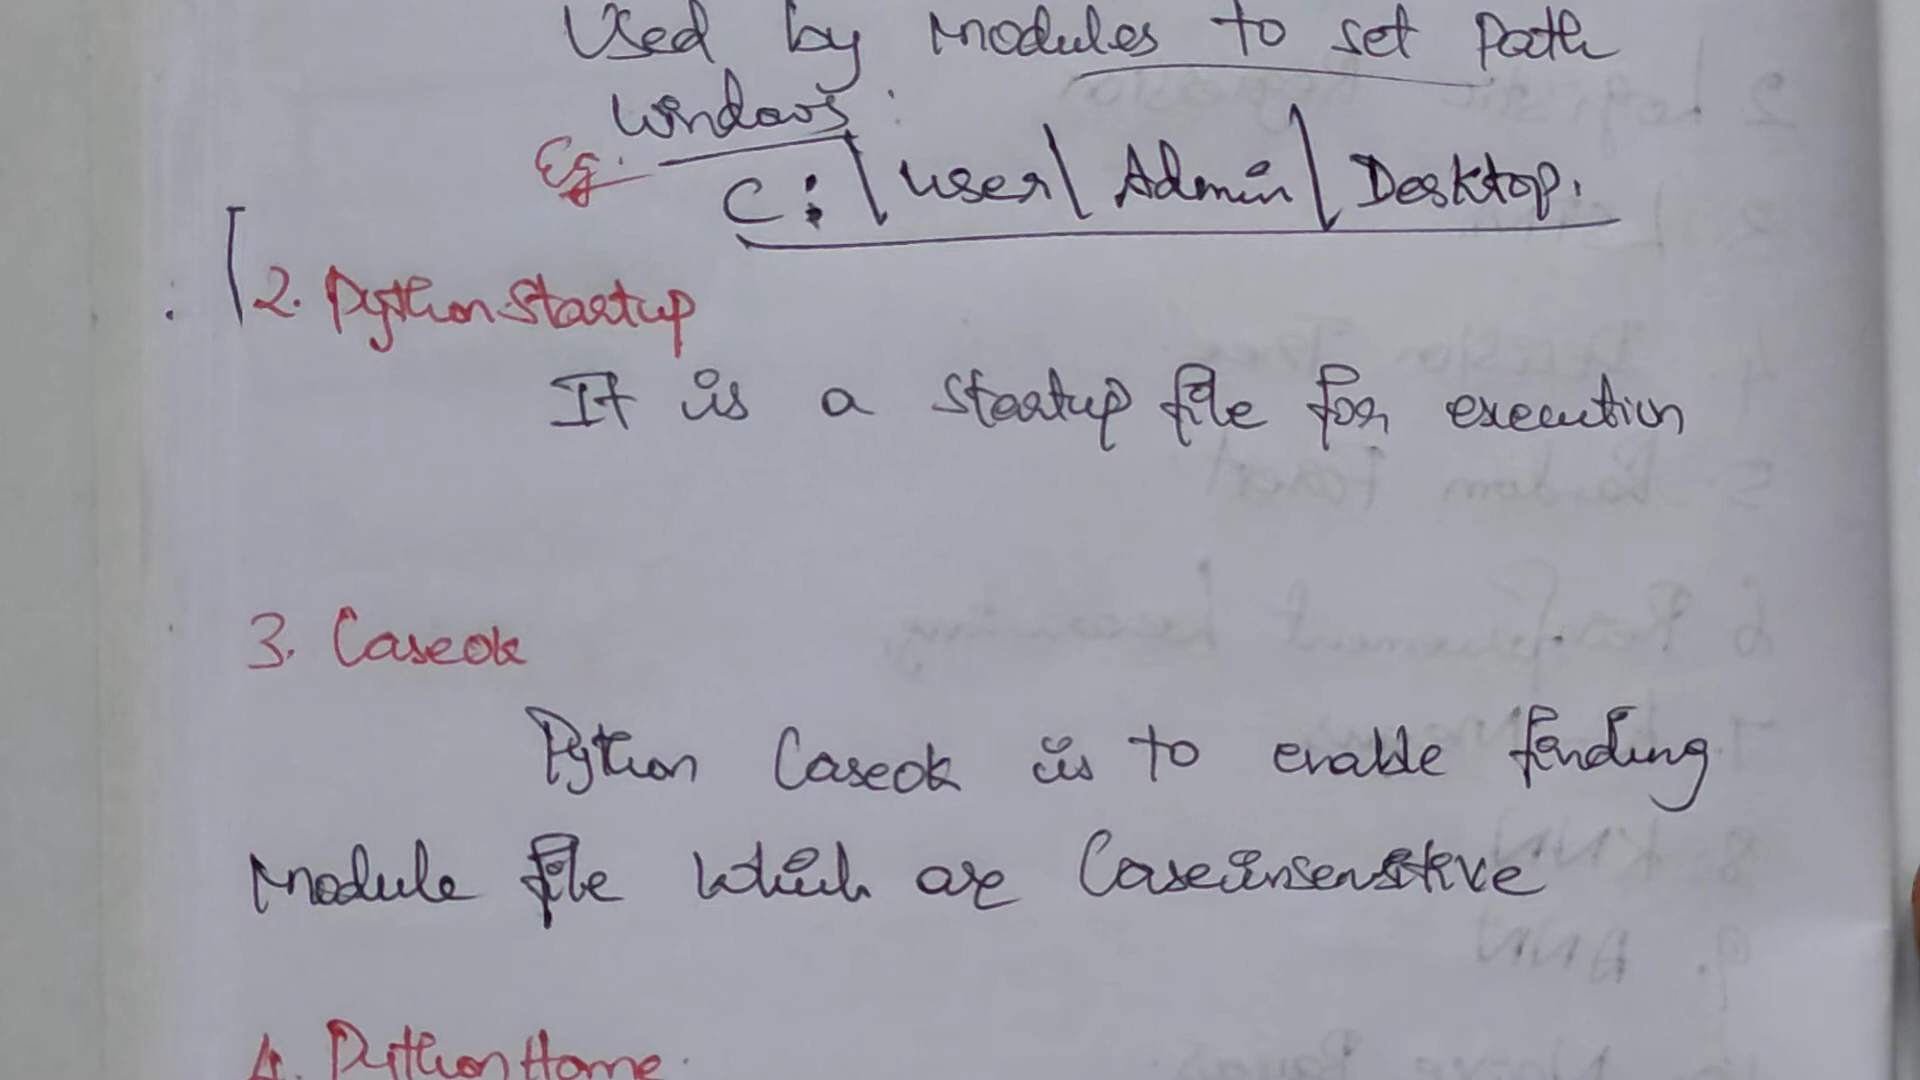 Used by modules to set Path
Windows:
Eg:
C:\user\Admin\Desktop.
2. Python Startup
It is a Startup file for execution
3. Caseok
Python Caseok is to enable finding
module file which are Caseinsensitive
4. Python Home.